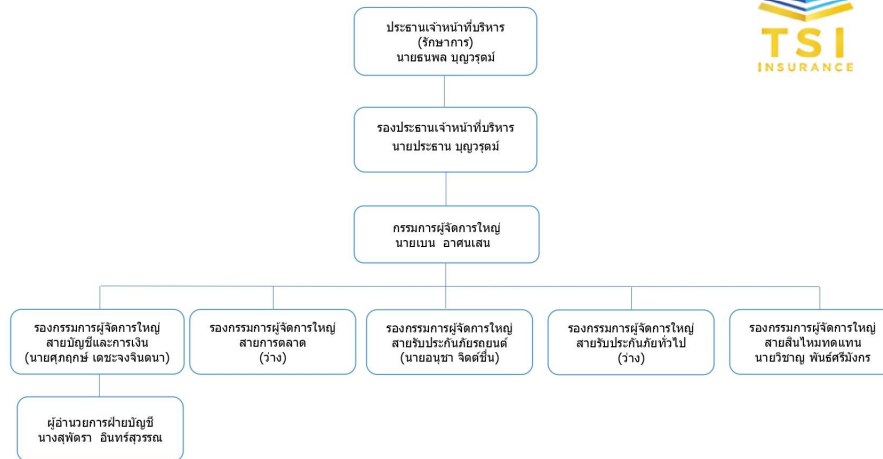 TSI
INSURANCE
ประธานเจ้าหน้าที่บริหาร
(รักษาการ)
นายธนพล บุญวรุตม์
รองประธานเจ้าหน้าที่บริหาร
นายประธาน บุญวรุตม์
กรรมการผู้จัดการใหญ่
นายเบน อาศนเสน
รองกรรมการผู้จัดการใหญ่
สายบัญชีและการเงิน
(นายศุภฤกษ์ เตชะจงจินตนา)
รองกรรมการผู้จัดการใหญ่
สายการตลาด
(ว่าง)
รองกรรมการผู้จัดการใหญ่
สายรับประกันภัยรถยนต์
(นายอนุชา จิตต์ชื่น)
รองกรรมการผู้จัดการใหญ่
สายรับประกันภัยทั่วไป
(ว่าง)
รองกรรมการผู้จัดการใหญ่
สายสินไหมทดแทน
นายวิชาญ พันธ์ศรีมังกร
ผู้อำนวยการฝ่ายบัญชี
นางสุพัตรา อินทร์สุวรรณ